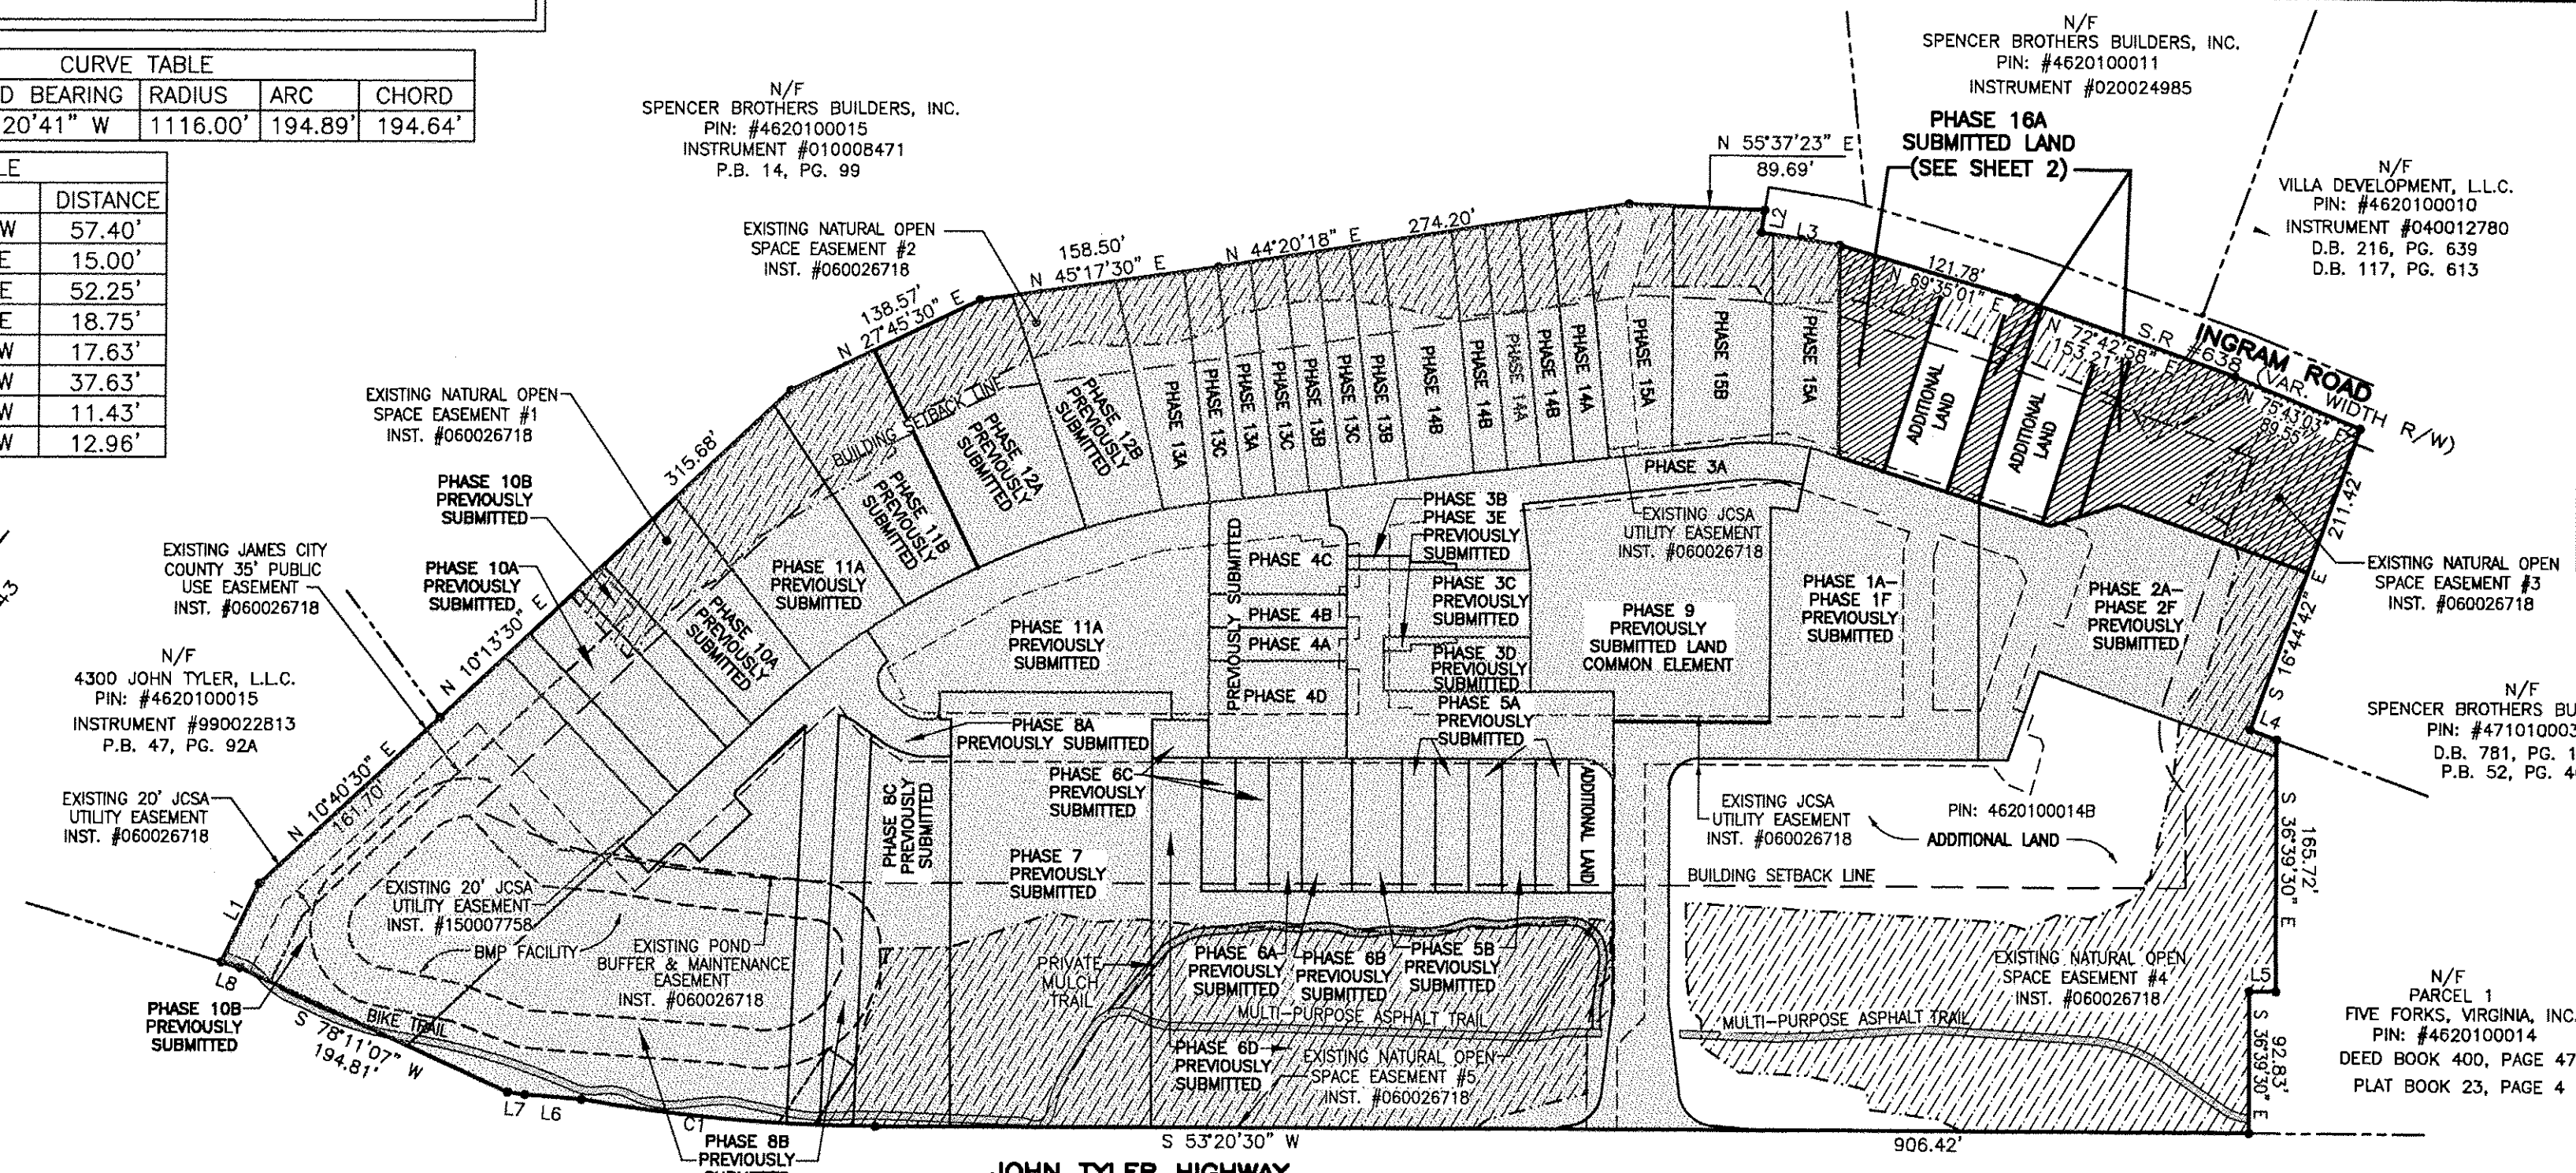 CURVE TABLE
D BEARING RADIUS ARC CHORD
20'41" W 1116.00' 194.89' 194.64'
LE
DISTANCE
W 57.40'
E 15.00'
E 52.25'
E 18.75'
W 17.63'
W 37.63'
W 11.43'
W 12.96'
N/F
SPENCER BROTHERS BUILDERS, INC.
PIN: #4620100015
INSTRUMENT #010008471
P.B. 14, PG. 99
N/F
SPENCER BROTHERS BUILDERS, INC.
PIN: #4620100011
INSTRUMENT #020024985
PHASE 16A
SUBMITTED LAND
(SEE SHEET 2)
N 55°37'23" E
89.69'
N/F
VILLA DEVELOPMENT, L.L.C.
PIN: #4620100010
INSTRUMENT #040012780
D.B. 216, PG. 639
D.B. 117, PG. 613
EXISTING NATURAL OPEN
SPACE EASEMENT #2
INST. #060026718
158.50'
N 45°17'30" E
N 44°20'18" E
274.20'
L2
L3
121.78'
N 69°35'01" E
N 72°42'58" E
153.21'
S.R. #638 (VAR. WIDTH R/W)
INGRAM ROAD
N 75°43'03" E
89.55'
138.57'
N 27°45'30" E
EXISTING NATURAL OPEN
SPACE EASEMENT #1
INST. #060026718
315.68'
N 10°13'30" E
BUILDING SETBACK LINE
PHASE 10B
PREVIOUSLY
SUBMITTED
PHASE 10A
PREVIOUSLY
SUBMITTED
PHASE 10A
PREVIOUSLY
SUBMITTED
PHASE 11A
PREVIOUSLY
SUBMITTED
PHASE 11B
PREVIOUSLY
SUBMITTED
PHASE 12A
PREVIOUSLY
SUBMITTED
PHASE 12B
PREVIOUSLY
SUBMITTED
PHASE 13A
PHASE 13C
PHASE 13A
PHASE 13C
PHASE 13B
PHASE 13C
PHASE 13B
PHASE 14B
PHASE 14B
PHASE 14A
PHASE 14B
PHASE 14A
PHASE 15A
PHASE 15B
PHASE 15A
ADDITIONAL
LAND
ADDITIONAL
LAND
211.42'
S 16°44'42" E
EXISTING NATURAL OPEN
SPACE EASEMENT #3
INST. #060026718
EXISTING JAMES CITY
COUNTY 35' PUBLIC
USE EASEMENT
INST. #060026718
43
N/F
4300 JOHN TYLER, L.L.C.
PIN: #4620100015
INSTRUMENT #990022813
P.B. 47, PG. 92A
EXISTING 20' JCSA
UTILITY EASEMENT
INST. #060026718
N 10°40'30" E
161.70'
PHASE 3A
PHASE 3B
PHASE 3E
PREVIOUSLY
SUBMITTED
EXISTING JCSA
UTILITY EASEMENT
INST. #060026718
PREVIOUSLY SUBMITTED
PREVIOUSLY SUBMITTED
PHASE 4C
PHASE 4B
PHASE 4A
PHASE 4D
PHASE 3C
PREVIOUSLY
SUBMITTED
PHASE 3D
PREVIOUSLY
SUBMITTED
PHASE 5A
PREVIOUSLY
SUBMITTED
PHASE 11A
PREVIOUSLY
SUBMITTED
PHASE 9
PREVIOUSLY
SUBMITTED LAND
COMMON ELEMENT
PHASE 1A-
PHASE 1F
PREVIOUSLY
SUBMITTED
PHASE 2A-
PHASE 2F
PREVIOUSLY
SUBMITTED
L4
N/F
SPENCER BROTHERS BU
PIN: #471010003
D.B. 781, PG. 1
P.B. 52, PG. 4
PHASE 8A
PREVIOUSLY SUBMITTED
PHASE 6C
PREVIOUSLY
SUBMITTED
PHASE 8C
PREVIOUSLY
SUBMITTED
PHASE 7
PREVIOUSLY
SUBMITTED
ADDITIONAL LAND
EXISTING JCSA
UTILITY EASEMENT
INST. #060026718
PIN: 4620100014B
ADDITIONAL LAND
BUILDING SETBACK LINE
165.72'
S 36°39'30" E
L1
EXISTING 20' JCSA
UTILITY EASEMENT
INST. #150007758
BMP FACILITY
EXISTING POND
BUFFER & MAINTENANCE
EASEMENT
INST. #060026718
PRIVATE
MULCH
TRAIL
PHASE 6A
PREVIOUSLY
SUBMITTED
PHASE 6B
PREVIOUSLY
SUBMITTED
PHASE 5B
PREVIOUSLY
SUBMITTED
MULTI-PURPOSE ASPHALT TRAIL
EXISTING NATURAL OPEN
SPACE EASEMENT #4
INST. #060026718
MULTI-PURPOSE ASPHALT TRAIL
L5
92.83'
S 36°39'30" E
N/F
PARCEL 1
FIVE FORKS, VIRGINIA, INC.
PIN: #4620100014
DEED BOOK 400, PAGE 47
PLAT BOOK 23, PAGE 4
L8
PHASE 10B
PREVIOUSLY
SUBMITTED
BIKE TRAIL
S 78°11'07" W
194.81'
PHASE 6D
PREVIOUSLY
SUBMITTED
EXISTING NATURAL OPEN
SPACE EASEMENT #5
INST. #060026718
L7
L6
C1
PHASE 8B
PREVIOUSLY
S 53°20'30" W
906.42'
JOHN TYLER HIGHWAY